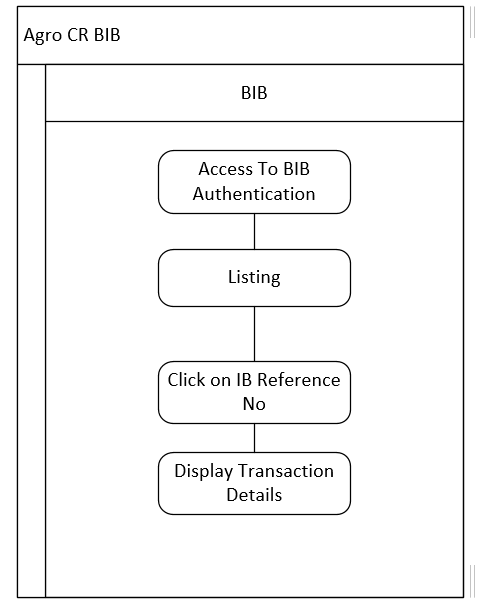 Agro CR BIB
BIB
Access To BIB
Authentication
Listing
Click on IB Reference
No
Display Transaction
Details